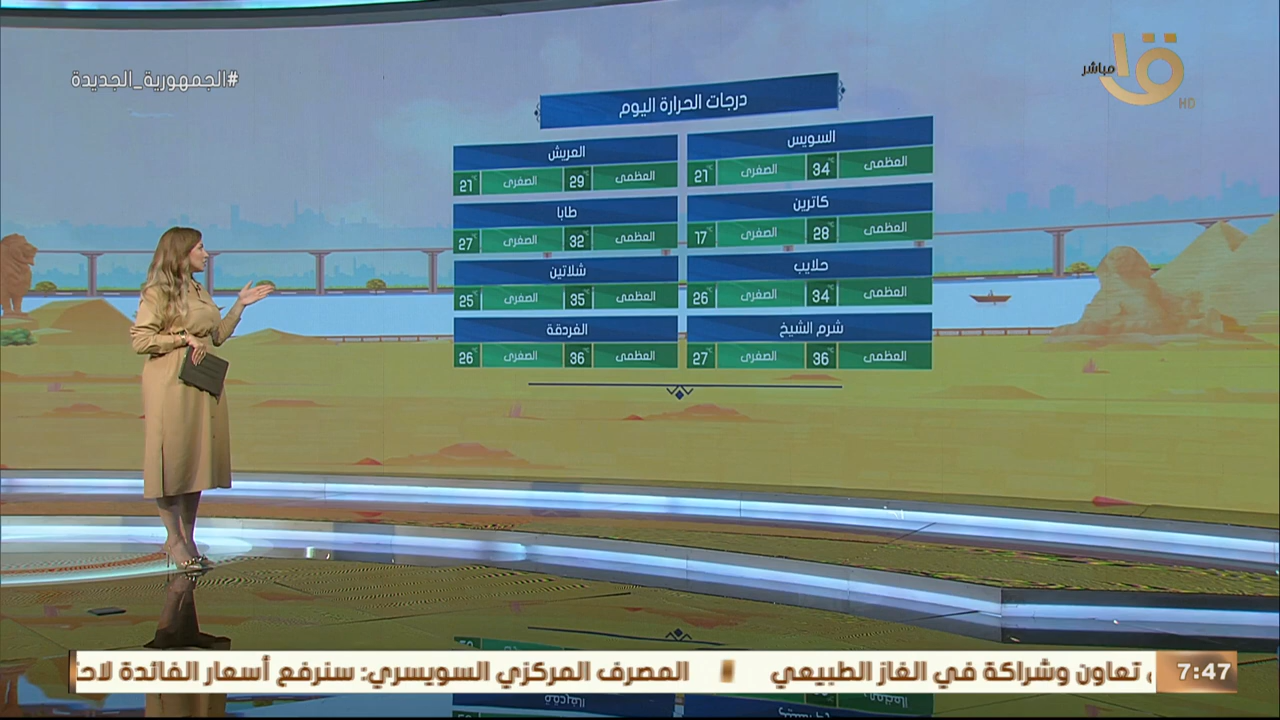 #الجمهورية_الجديدة
مباشر
HD
درجات الحرارة اليوم
السويس
العظمى 34 الصغرى 21
العريش
العظمى 29 الصغرى 21
كاترين
العظمى 28 الصغرى 17
طابا
العظمى 32 الصغرى 27
حلايب
العظمى 34 الصغرى 26
شلاتين
العظمى 35 الصغرى 25
شرم الشيخ
العظمى 36 الصغرى 27
الغردقة
العظمى 36 الصغرى 26
7:47
تعاون وشراكة في الغاز الطبيعي المصرف المركزي السويسري: سنرفع أسعار الفائدة